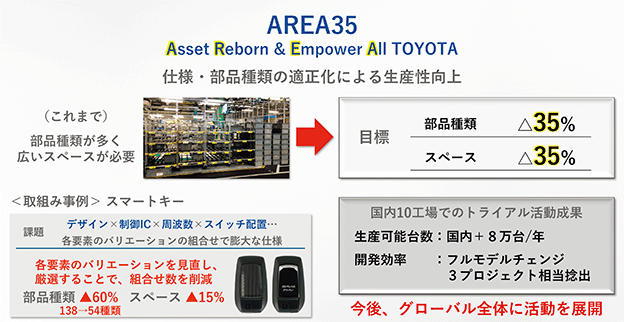 AREA35
Asset Reborn & Empower All TOYOTA
仕様・部品種類の適正化による生産性向上
（これまで）
部品種類が多く
広いスペースが必要
目標
部品種類 △35%
スペース △35%
＜取組み事例＞ スマートキー
課題
デザイン×制御IC×周波数×スイッチ配置…
各要素のバリエーションの組合せで膨大な仕様
各要素のバリエーションを見直し、
厳選することで、組合せ数を削減
部品種類 ▲60% スペース ▲15%
138→54種類
国内10工場でのトライアル活動成果
生産可能台数：国内＋８万台/年
開発効率 ：フルモデルチェンジ
３プロジェクト相当捻出
今後、グローバル全体に活動を展開